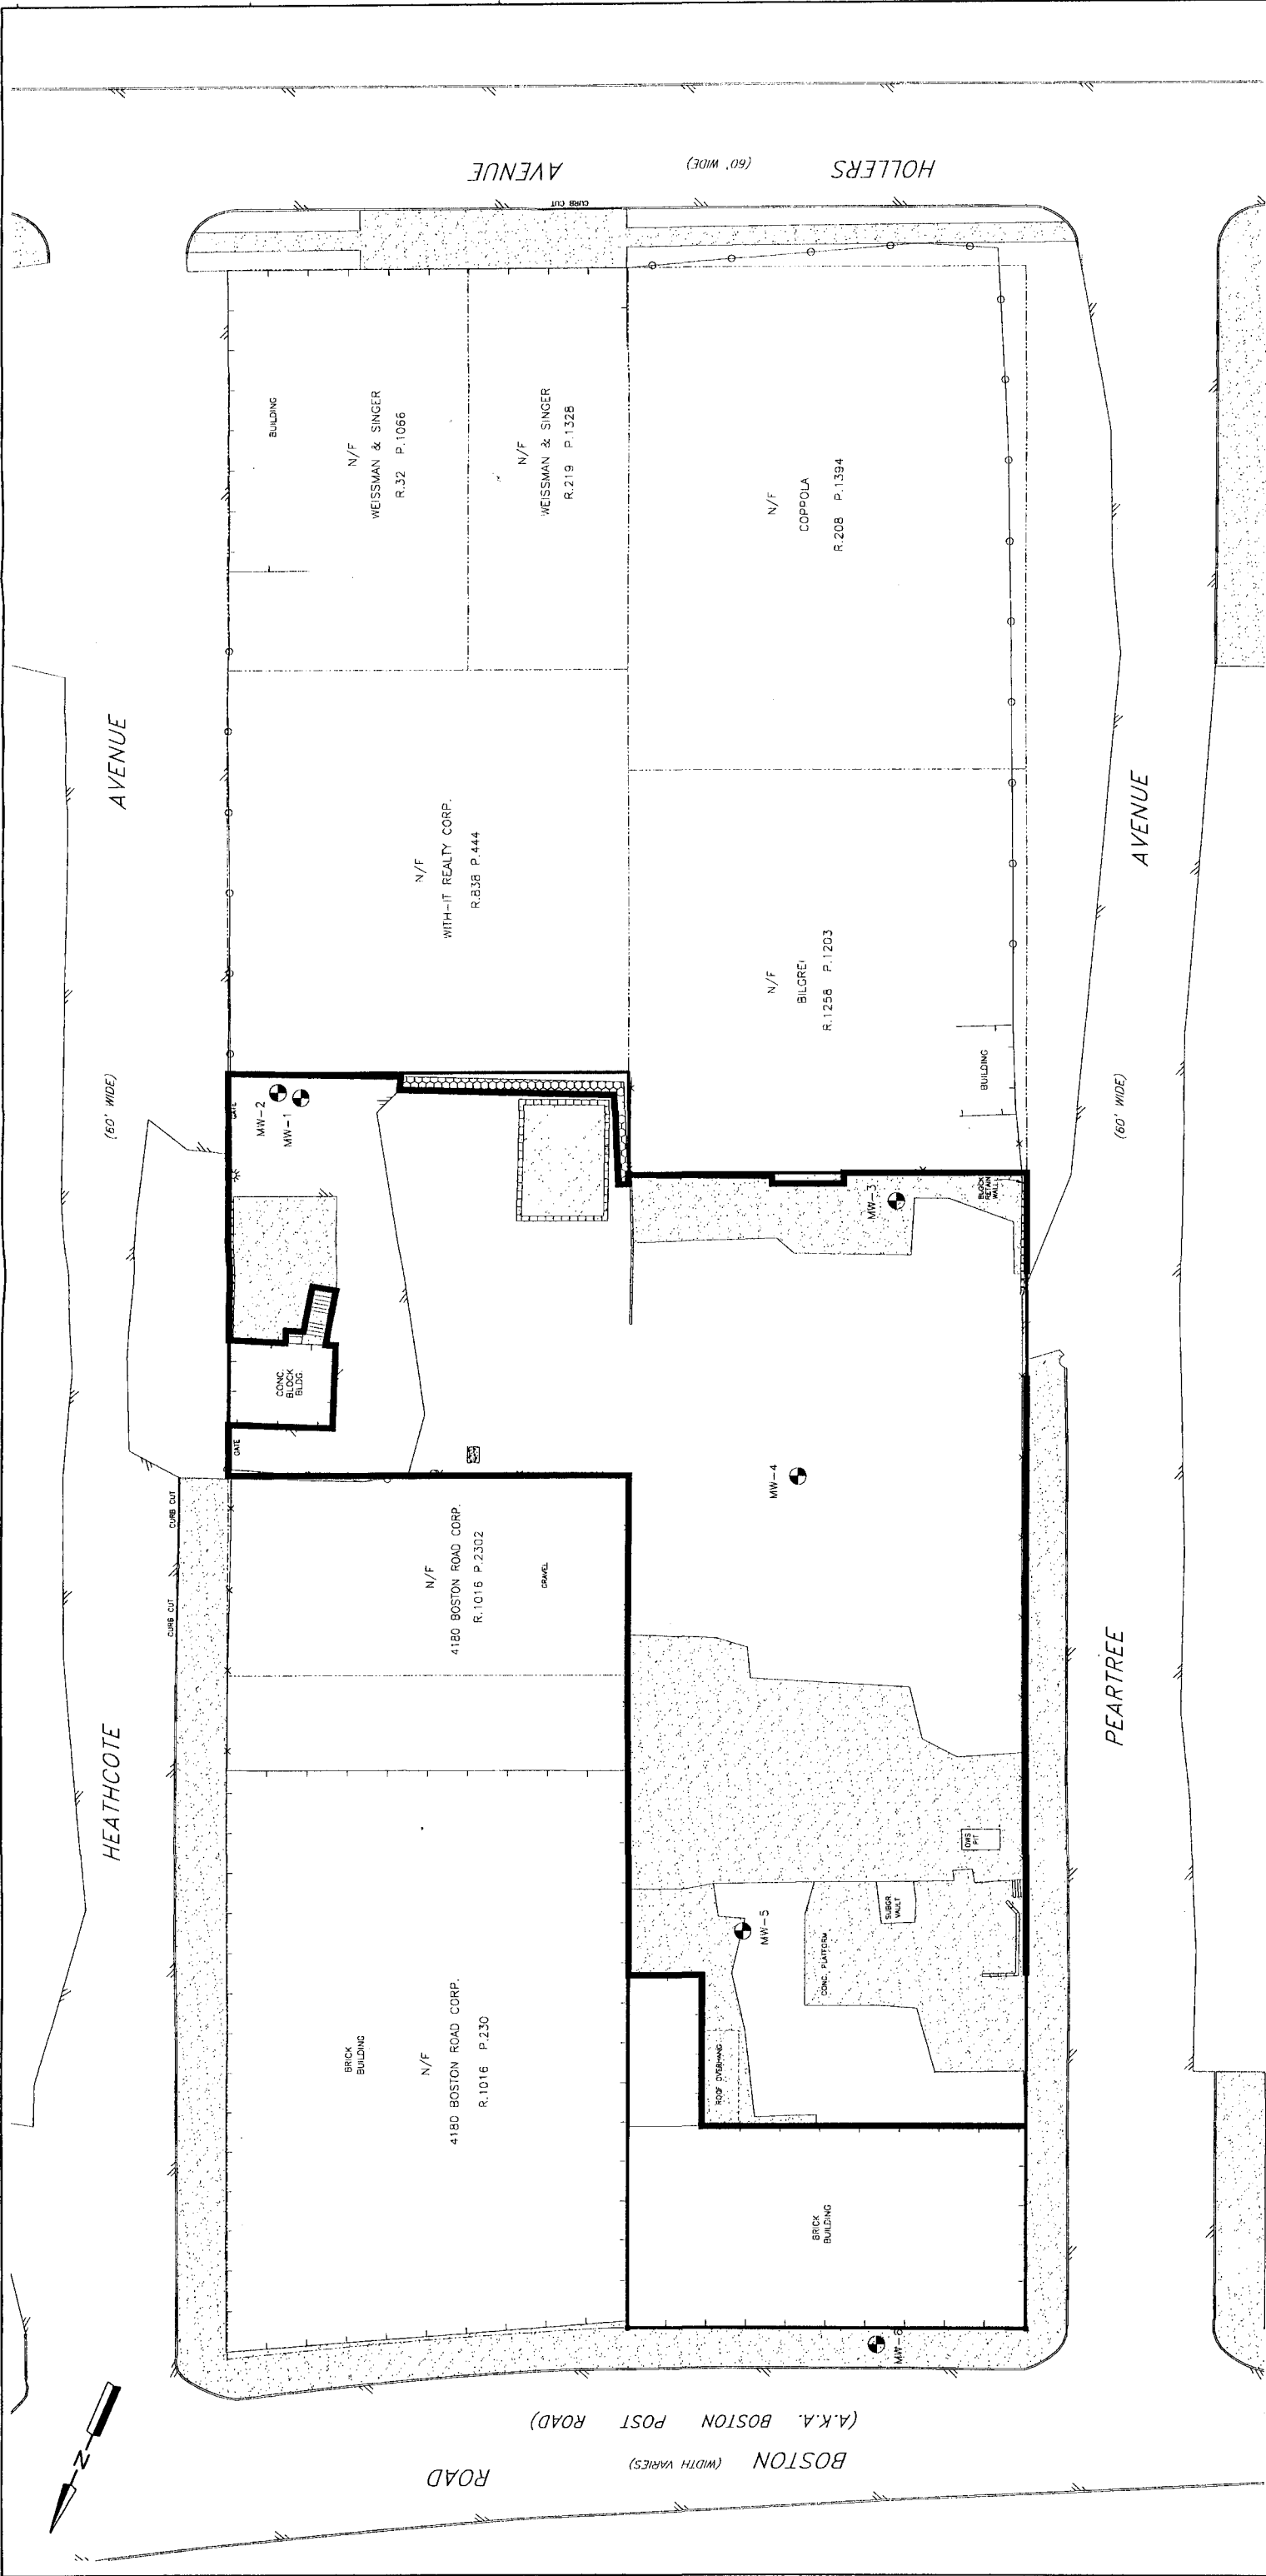 HOLLERS
(60' WIDE)
AVENUE
CURB CUT
BUILDING
N/F
WEISSMAN & SINGER
R.32 P.1066
N/F
WEISSMAN & SINGER
R.219 P.1328
N/F
COPPOLA
R.208 P.1394
AVENUE
N/F
WITH-IT REALTY CORP.
R.838 P.444
AVENUE
N/F
BILGREI
R.1258 P.1203
BUILDING
(60' WIDE)
(60' WIDE)
GATE
MW-2
MW-1
MW-3
BLOCK
RETAIN
WALL
CONC.
BLOCK
BLDG.
GATE
MW-4
CURB CUT
CURB CUT
N/F
4180 BOSTON ROAD CORP.
R.1016 P.2302
GRAVEL
HEATHCOTE
PEARTREE
OWS
PIT
SUBGR.
VAULT
MW-5
CONC. PLATFORM
ROOF OVERHANG
BRICK
BUILDING
N/F
4180 BOSTON ROAD CORP.
R.1016 P.230
BRICK
BUILDING
MW-6
N
(A.K.A. BOSTON POST ROAD)
BOSTON (WIDTH VARIES) ROAD